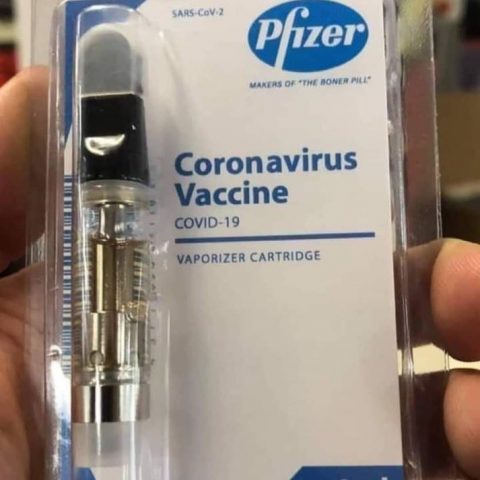 SARS-CoV-2
Pfizer
MAKERS OF "THE BONER PILL"
Coronavirus
Vaccine
COVID-19
VAPORIZER CARTRIDGE